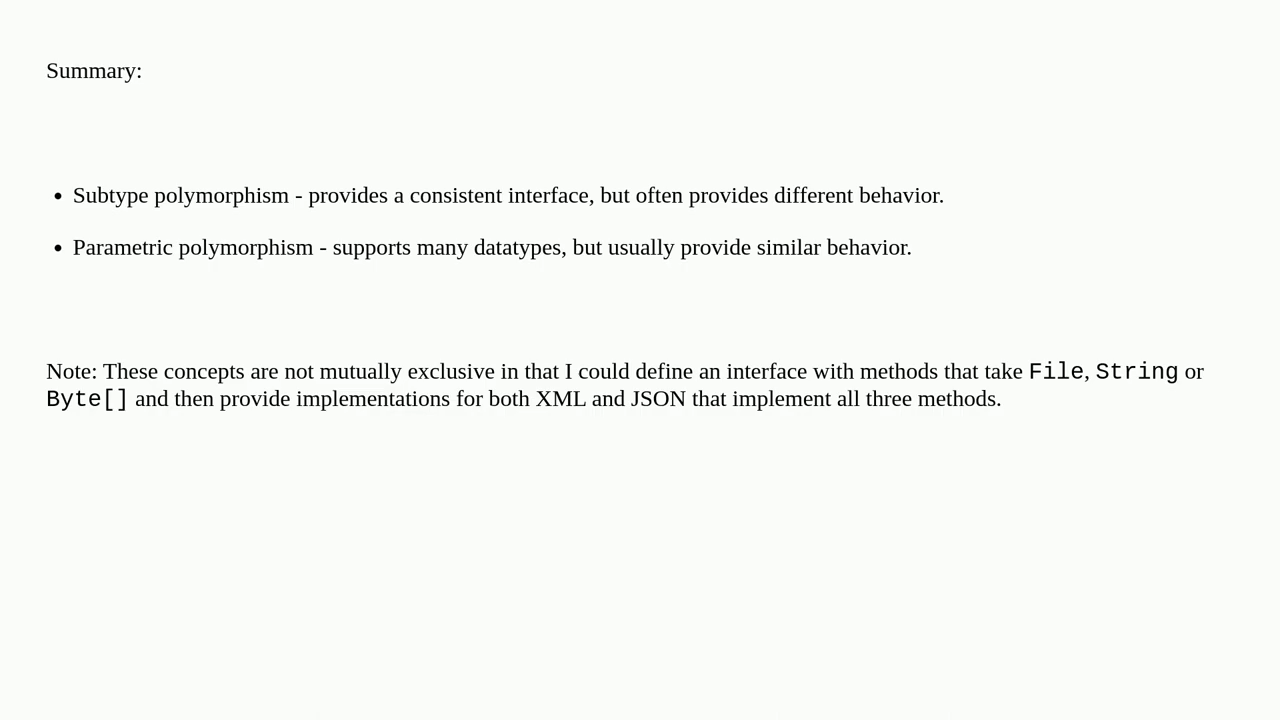 Summary:
• Subtype polymorphism - provides a consistent interface, but often provides different behavior.
• Parametric polymorphism - supports many datatypes, but usually provide similar behavior.
Note: These concepts are not mutually exclusive in that I could define an interface with methods that take File, String or
Byte[] and then provide implementations for both XML and JSON that implement all three methods.